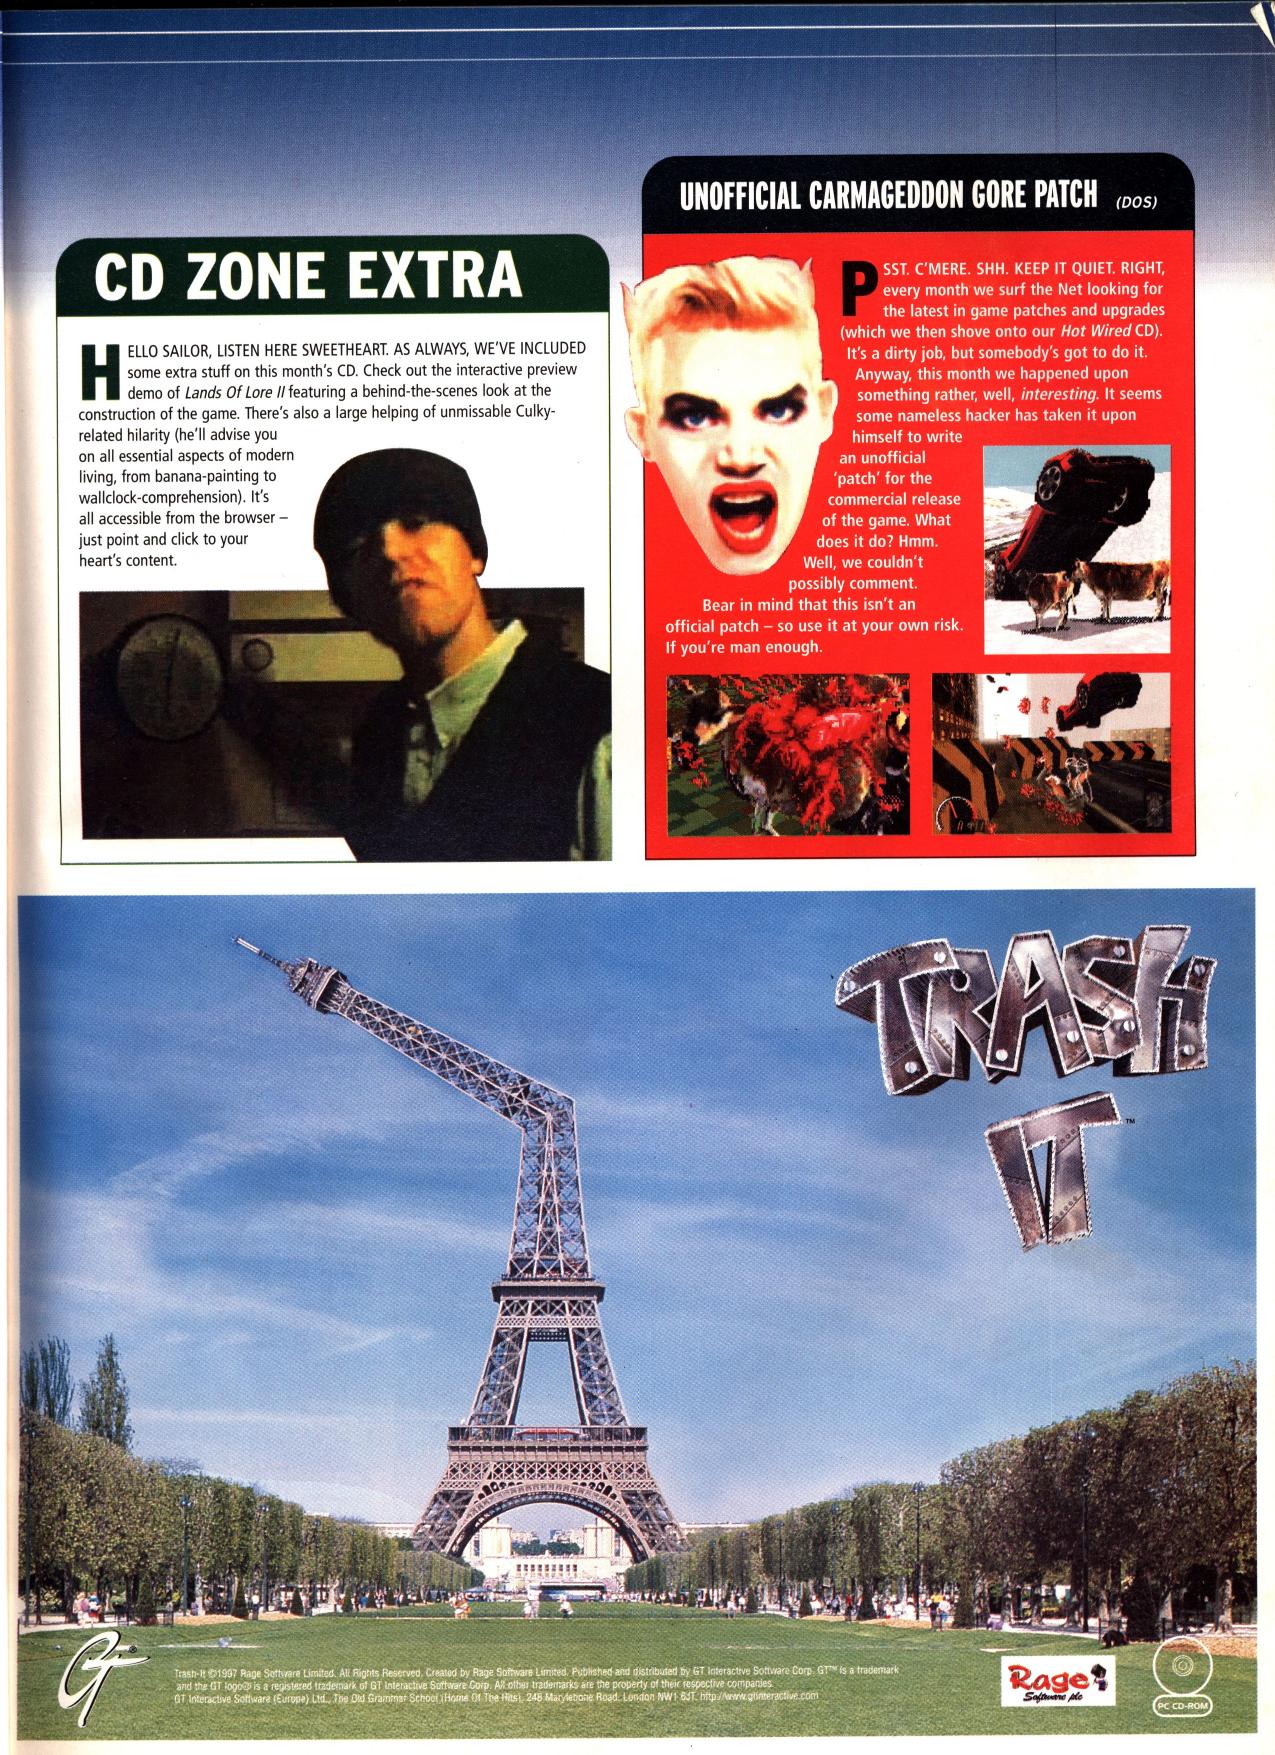 CD ZONE EXTRA
HELLO SAILOR, LISTEN HERE SWEETHEART. AS ALWAYS, WE'VE INCLUDED
some extra stuff on this month's CD. Check out the interactive preview
demo of Lands Of Lore II featuring a behind-the-scenes look at the
construction of the game. There's also a large helping of unmissable Culky-
related hilarity (he'll advise you
on all essential aspects of modern
living, from banana-painting to
wallclock-comprehension). It's
all accessible from the browser –
just point and click to your
heart's content.
UNOFFICIAL CARMAGEDDON GORE PATCH (DOS)
PSST. C'MERE. SHH. KEEP IT QUIET. RIGHT,
every month we surf the Net looking for
the latest in game patches and upgrades
(which we then shove onto our Hot Wired CD).
It's a dirty job, but somebody's got to do it.
Anyway, this month we happened upon
something rather, well, interesting. It seems
some nameless hacker has taken it upon
himself to write
an unofficial
'patch' for the
commercial release
of the game. What
does it do? Hmm.
Well, we couldn't
possibly comment.
Bear in mind that this isn't an
official patch – so use it at your own risk.
If you're man enough.
TRASH
IT™
GT®
Trash-It ©1997 Rage Software Limited. All Rights Reserved. Created by Rage Software Limited. Published and distributed by GT Interactive Software Corp. GT™ is a trademark
and the GT logo® is a registered trademark of GT Interactive Software Corp. All other trademarks are the property of their respective companies.
GT Interactive Software (Europe) Ltd., The Old Grammar School (Home Of The Hits), 248 Marylebone Road, London NW1 6JT. http://www.gtinteractive.com
Rage
Software plc
PC CD-ROM